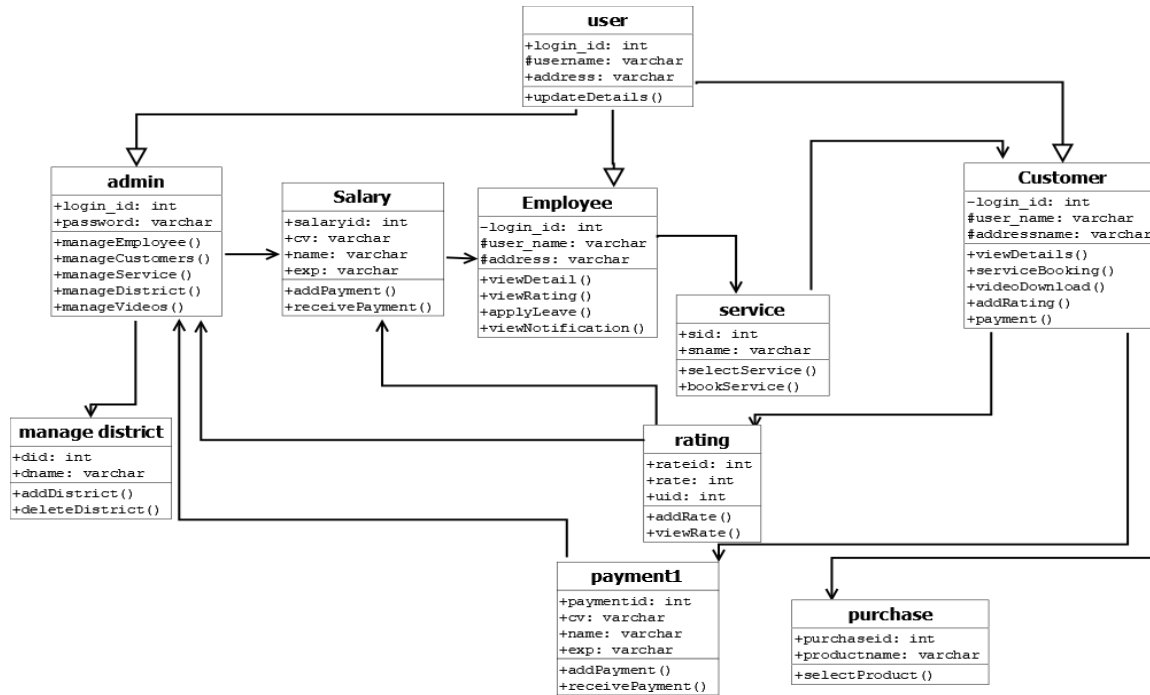 user
+login_id: int
#username: varchar
+address: varchar
+updateDetails()
admin
+login_id: int
+password: varchar
+manageEmployee()
+manageCustomers()
+manageService()
+manageDistrict()
+manageVideos()
Salary
+salaryid: int
+cv: varchar
+name: varchar
+exp: varchar
+addPayment()
+receivePayment()
Employee
-login_id: int
#user_name: varchar
#address: varchar
+viewDetail()
+viewRating()
+applyLeave()
+viewNotification()
Customer
-login_id: int
#user_name: varchar
#addressname: varchar
+viewDetails()
+serviceBooking()
+videoDownload()
+addRating()
+payment()
service
+sid: int
+sname: varchar
+selectService()
+bookService()
manage district
+did: int
+dname: varchar
+addDistrict()
+deleteDistrict()
rating
+rateid: int
+rate: int
+uid: int
+addRate()
+viewRate()
payment1
+paymentid: int
+cv: varchar
+name: varchar
+exp: varchar
+addPayment()
+receivePayment()
purchase
+purchaseid: int
+productname: varchar
+selectProduct()